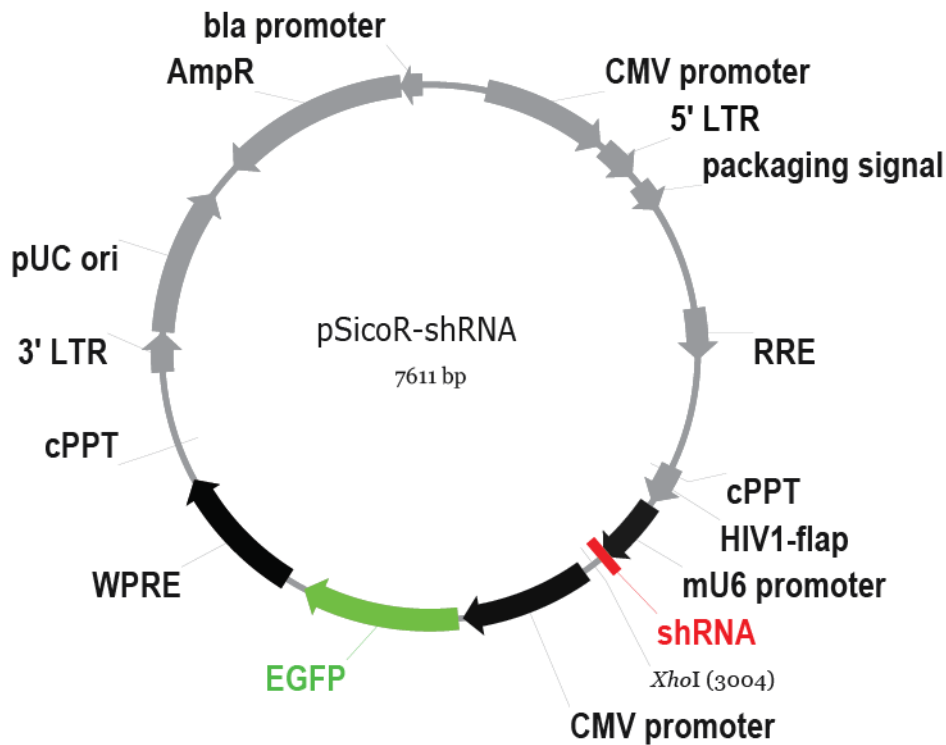 bla promoter
AmpR
CMV promoter
5' LTR
packaging signal
pUC ori
pSicoR-shRNA
7611 bp
3' LTR
RRE
cPPT
cPPT
HIV1-flap
WPRE
mU6 promoter
shRNA
EGFP
XhoI (3004)
CMV promoter